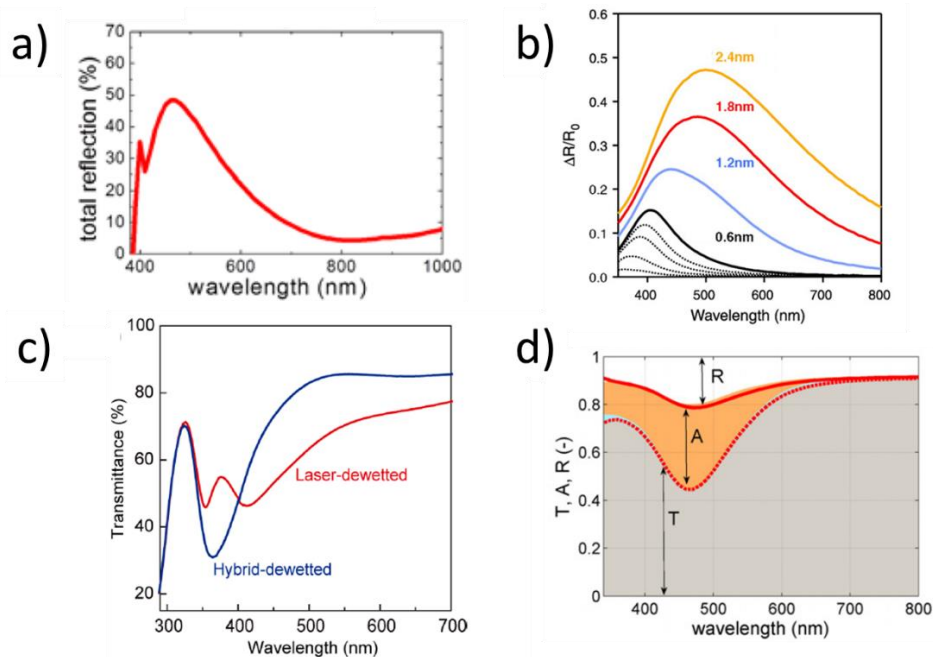 a)
total reflection (%)
70
60
50
40
30
20
10
0
400 600 800 1000
wavelength (nm)
b)
ΔR/R0
0.6
0.5
0.4
0.3
0.2
0.1
0.0
2.4nm
1.8nm
1.2nm
0.6nm
400 500 600 700 800
Wavelength (nm)
c)
Transmittance (%)
100
80
60
40
20
Laser-dewetted
Hybrid-dewetted
300 400 500 600 700
Wavelength (nm)
d)
T, A, R (-)
1
0.8
0.6
0.4
0.2
0
R
A
T
400 500 600 700 800
wavelength (nm)